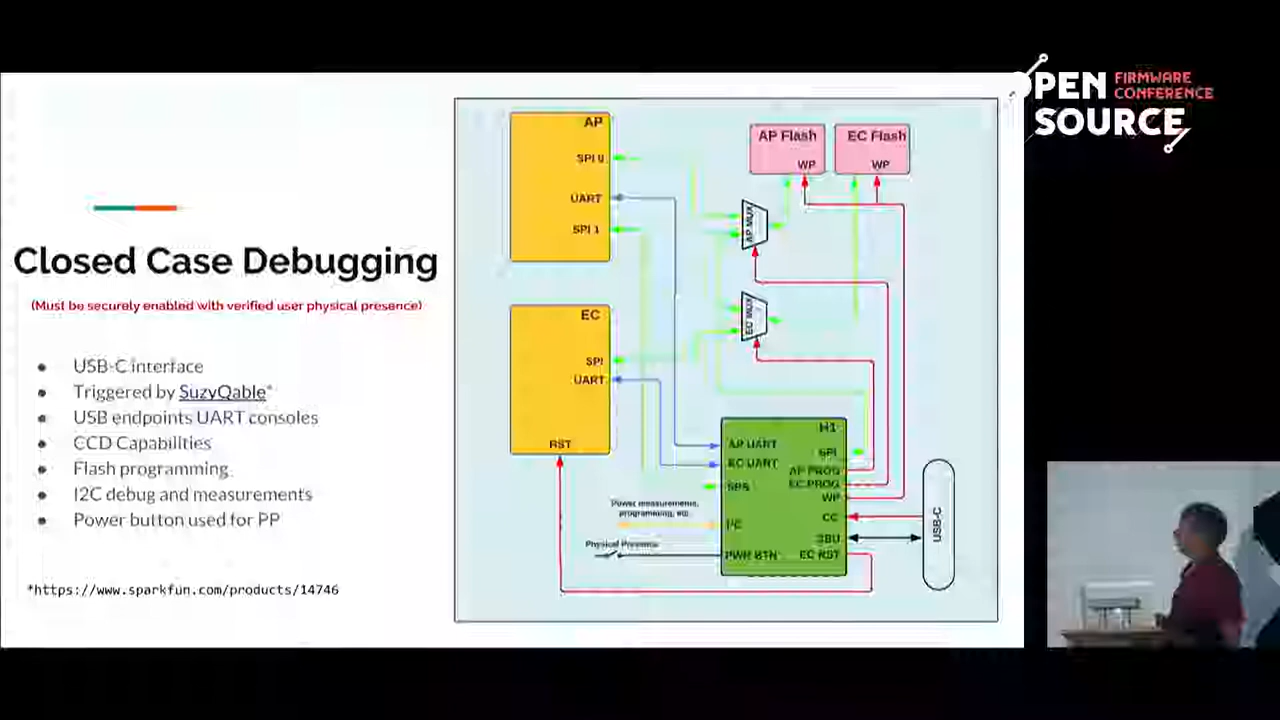 OPEN
SOURCE
FIRMWARE
CONFERENCE
Closed Case Debugging
(Must be securely enabled with verified user physical presence)
● USB-C interface
● Triggered by SuzyQable*
● USB endpoints UART consoles
● CCD Capabilities
● Flash programming
● I2C debug and measurements
● Power button used for PP
*https://www.sparkfun.com/products/14746
AP
SPI 0
UART
SPI 1
EC
SPI
UART
RST
AP Flash
WP
EC Flash
WP
AP MUX
EC MUX
H1
AP UART
EC UART
SPS
I2C
PWR BTN
SPI
AP PROG
EC PROG
WP
CC
SBU
EC RST
Power measurements,
programming, etc.
Physical Presence
USB-C